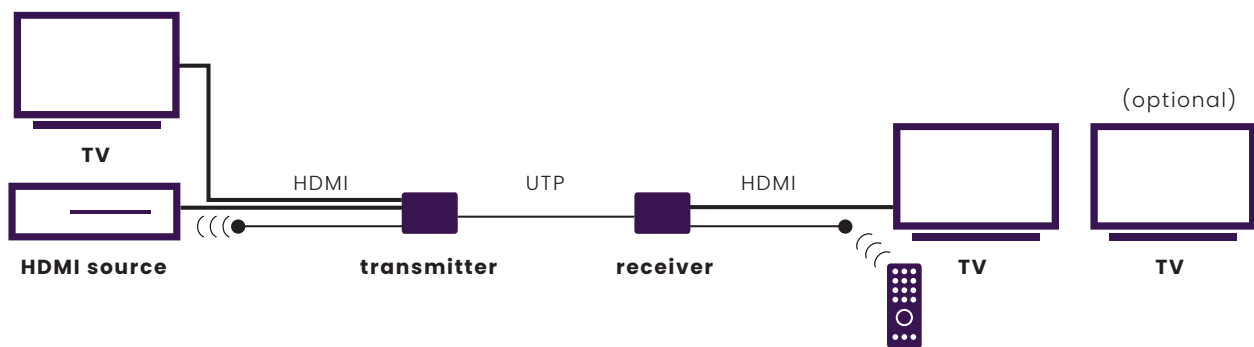 (optional)
TV
HDMI
UTP
HDMI
HDMI source
transmitter
receiver
TV
TV